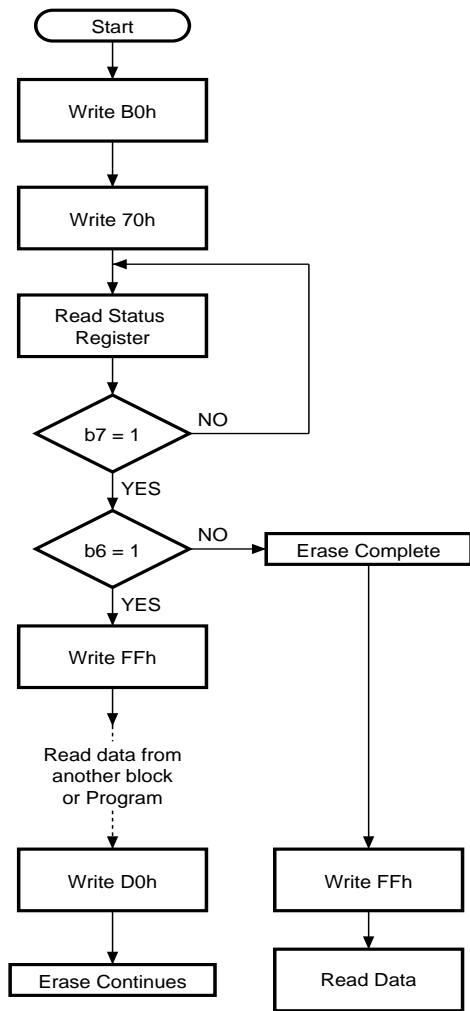 Start
Write B0h
Write 70h
Read Status
Register
b7 = 1
NO
YES
b6 = 1
NO
Erase Complete
YES
Write FFh
Read data from
another block
or Program
Write D0h
Write FFh
Erase Continues
Read Data